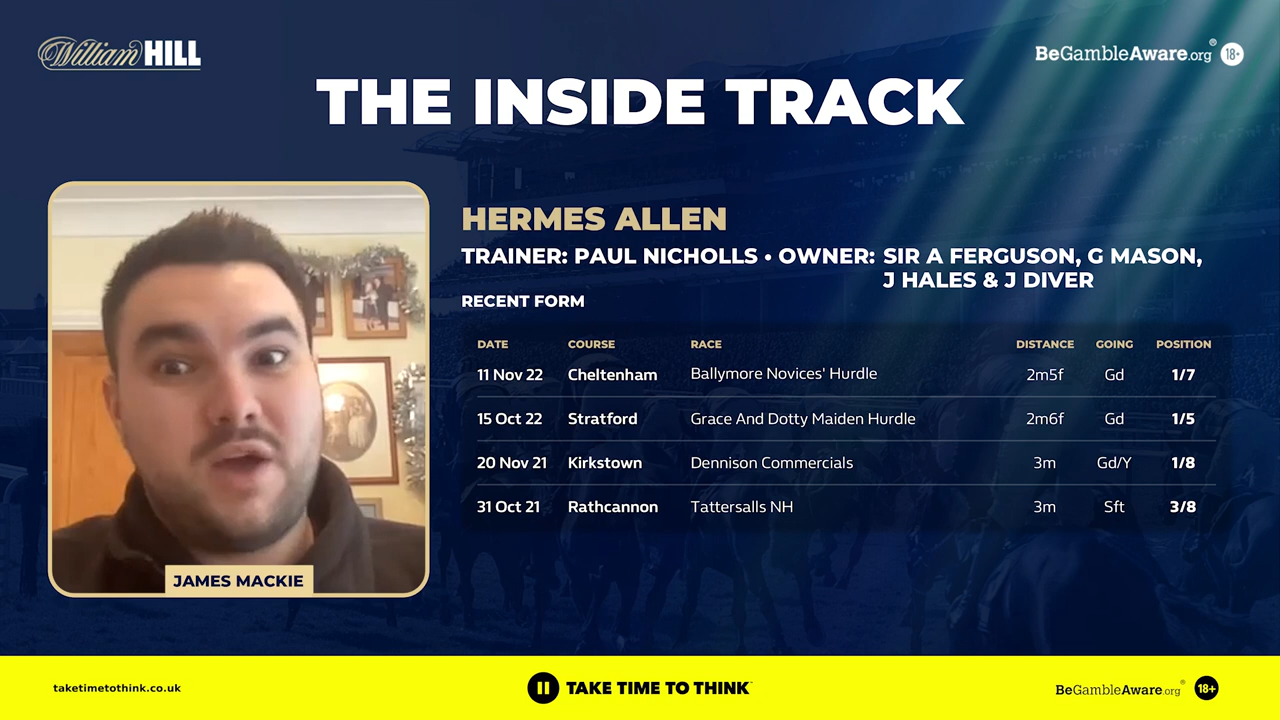 William HILL
BeGambleAware.org® 18+
THE INSIDE TRACK
HERMES ALLEN
TRAINER: PAUL NICHOLLS • OWNER: SIR A FERGUSON, G MASON,
J HALES & J DIVER
RECENT FORM
DATE COURSE RACE DISTANCE GOING POSITION
11 Nov 22 Cheltenham Ballymore Novices' Hurdle 2m5f Gd 1/7
15 Oct 22 Stratford Grace And Dotty Maiden Hurdle 2m6f Gd 1/5
20 Nov 21 Kirkstown Dennison Commercials 3m Gd/Y 1/8
31 Oct 21 Rathcannon Tattersalls NH 3m Sft 3/8
JAMES MACKIE
taketimetothink.co.uk TAKE TIME TO THINK BeGambleAware.org® 18+